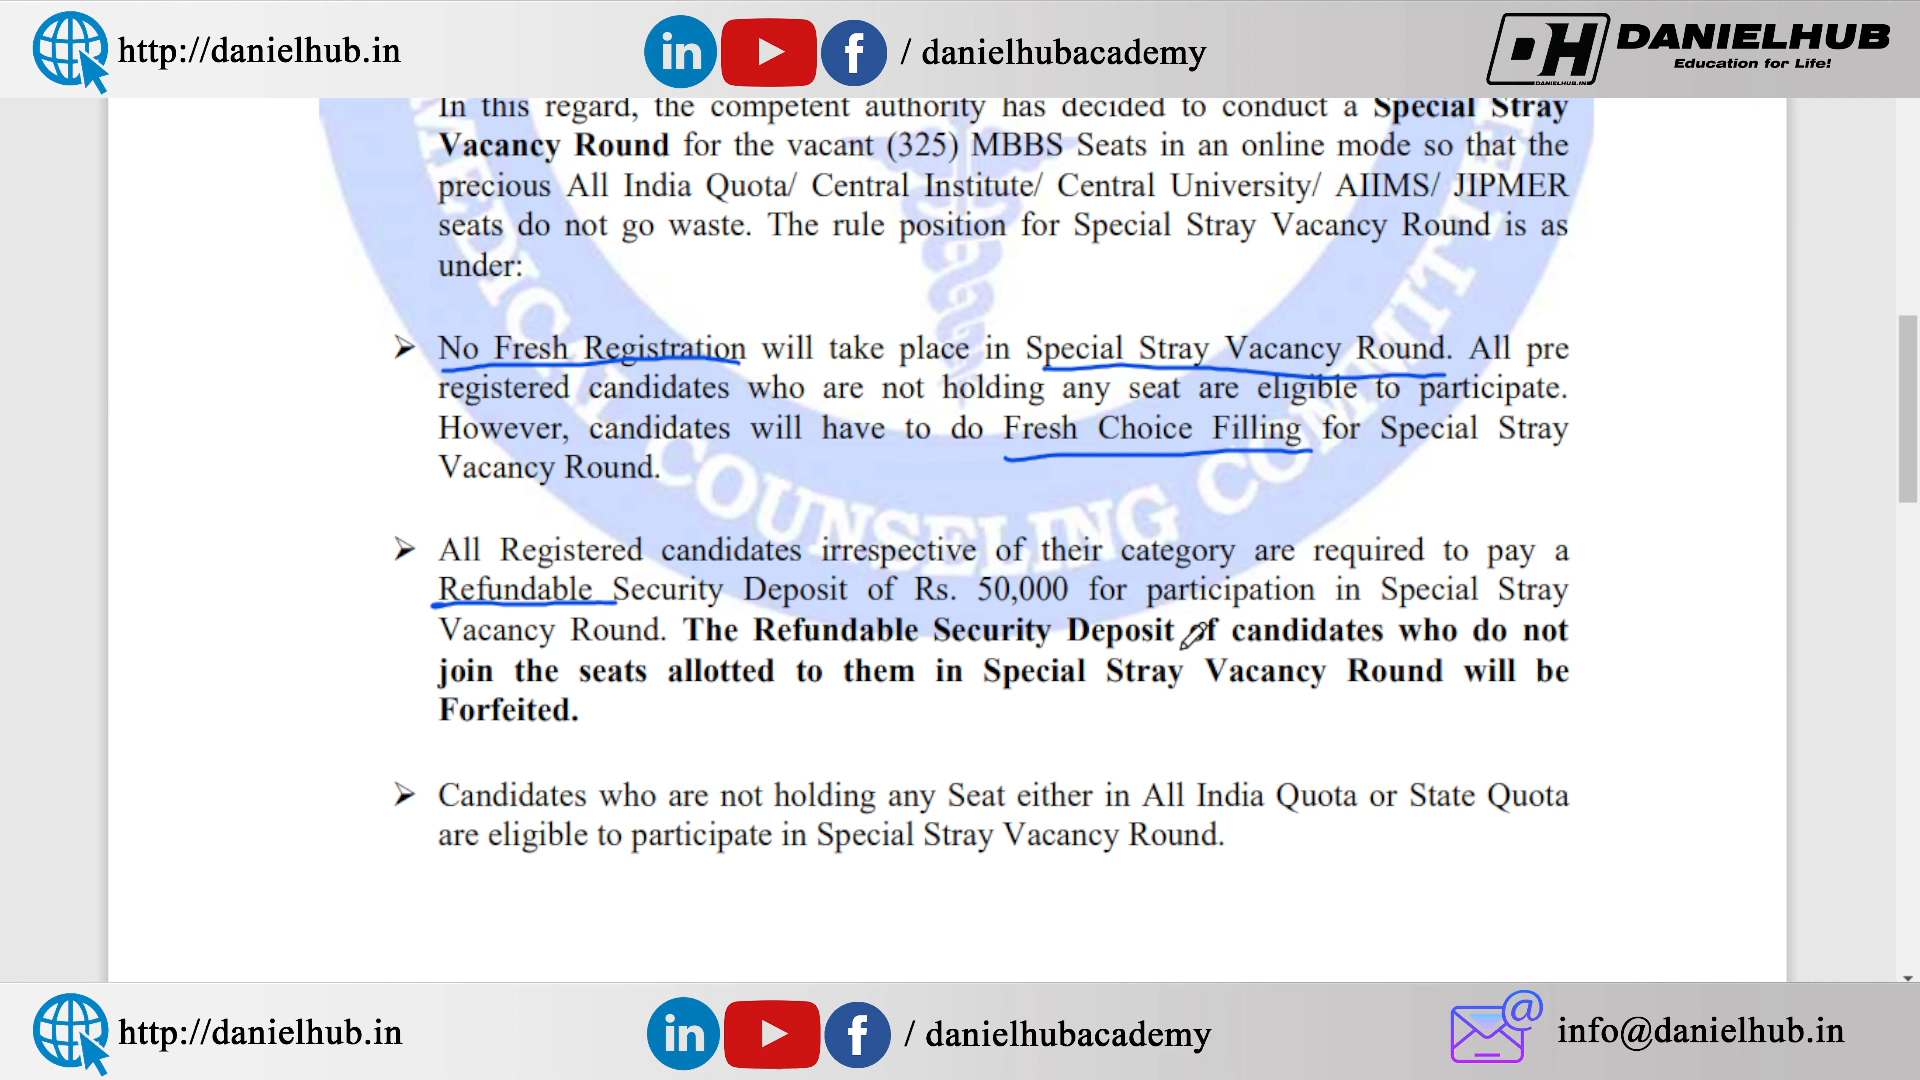 http://danielhub.in
in f / danielhubacademy
DH DANIELHUB
DANIELHUB.IN
Education for Life!
In this regard, the competent authority has decided to conduct a Special Stray
Vacancy Round for the vacant (325) MBBS Seats in an online mode so that the
precious All India Quota/ Central Institute/ Central University/ AIIMS/ JIPMER
seats do not go waste. The rule position for Special Stray Vacancy Round is as
under:
➢ No Fresh Registration will take place in Special Stray Vacancy Round. All pre
registered candidates who are not holding any seat are eligible to participate.
However, candidates will have to do Fresh Choice Filling for Special Stray
Vacancy Round.
➢ All Registered candidates irrespective of their category are required to pay a
Refundable Security Deposit of Rs. 50,000 for participation in Special Stray
Vacancy Round. The Refundable Security Deposit of candidates who do not
join the seats allotted to them in Special Stray Vacancy Round will be
Forfeited.
➢ Candidates who are not holding any Seat either in All India Quota or State Quota
are eligible to participate in Special Stray Vacancy Round.
MEDICAL COUNSELING COMMITTEE
http://danielhub.in
in f / danielhubacademy
@ info@danielhub.in